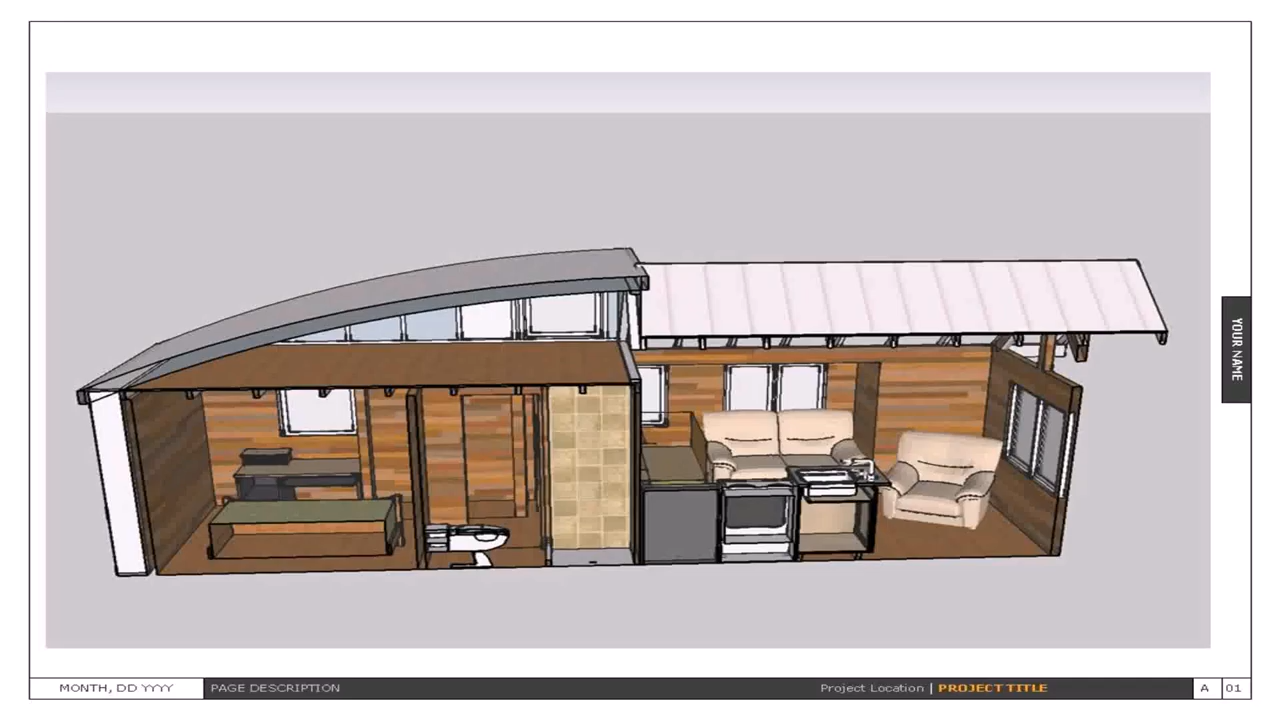 YOUR NAME
MONTH, DD YYYY
PAGE DESCRIPTION
Project Location | PROJECT TITLE
A
01